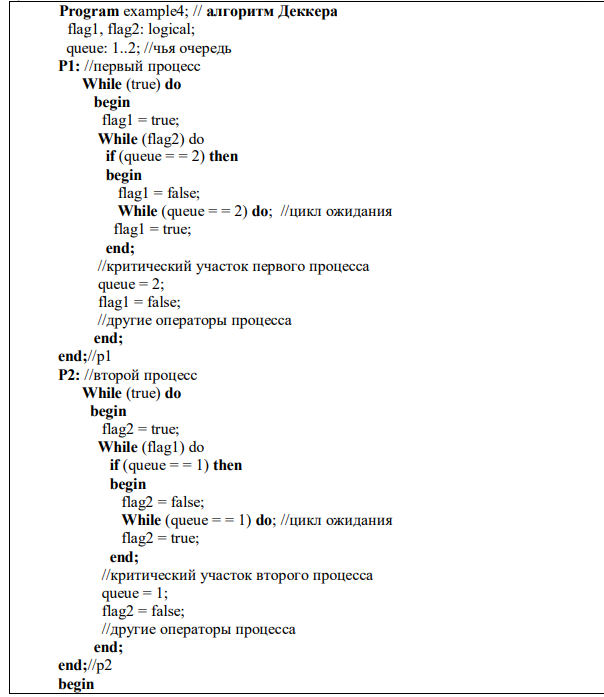 Program example4; // алгоритм Деккера
flag1, flag2: logical;
queue: 1..2; //чья очередь
P1: //первый процесс
While (true) do
begin
flag1 = true;
While (flag2) do
if (queue = = 2) then
begin
flag1 = false;
While (queue = = 2) do; //цикл ожидания
flag1 = true;
end;
//критический участок первого процесса
queue = 2;
flag1 = false;
//другие операторы процесса
end;
end;//p1
P2: //второй процесс
While (true) do
begin
flag2 = true;
While (flag1) do
if (queue = = 1) then
begin
flag2 = false;
While (queue = = 1) do; //цикл ожидания
flag2 = true;
end;
//критический участок второго процесса
queue = 1;
flag2 = false;
//другие операторы процесса
end;
end;//p2
begin